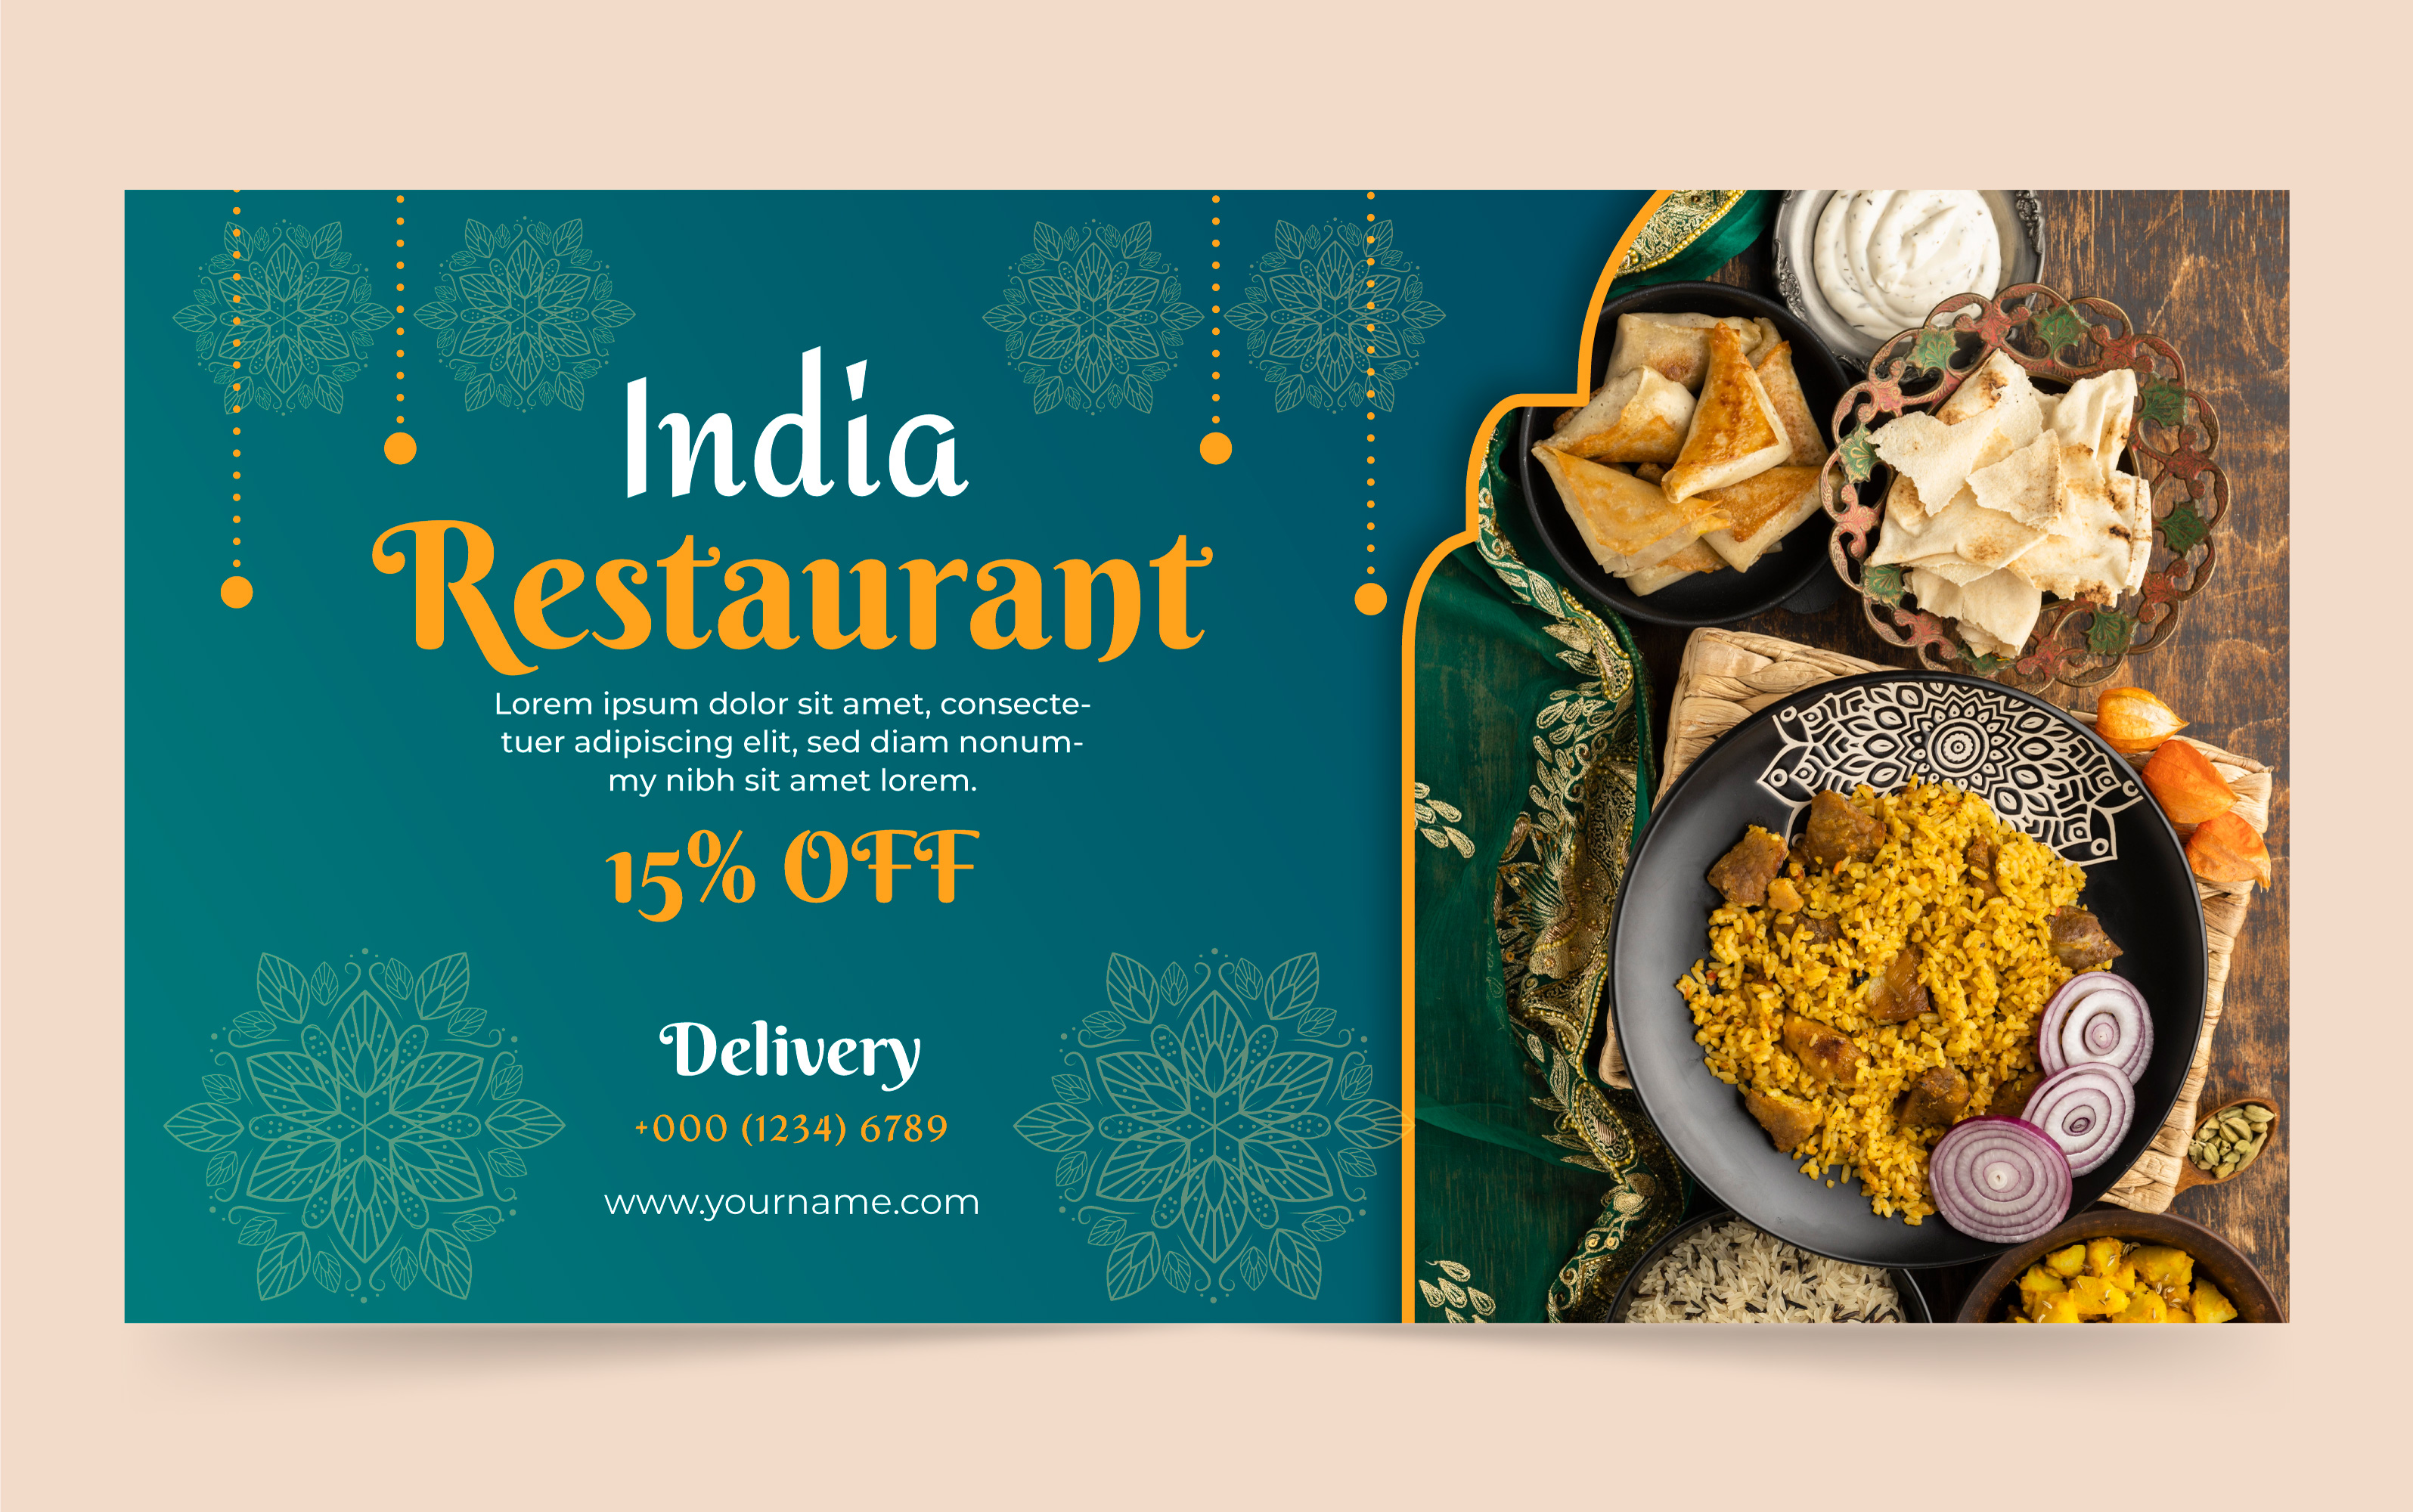 India
Restaurant
Lorem ipsum dolor sit amet, consecte-
tuer adipiscing elit, sed diam nonum-
my nibh sit amet lorem.
15% OFF
Delivery
+000 (1234) 6789
www.yourname.com